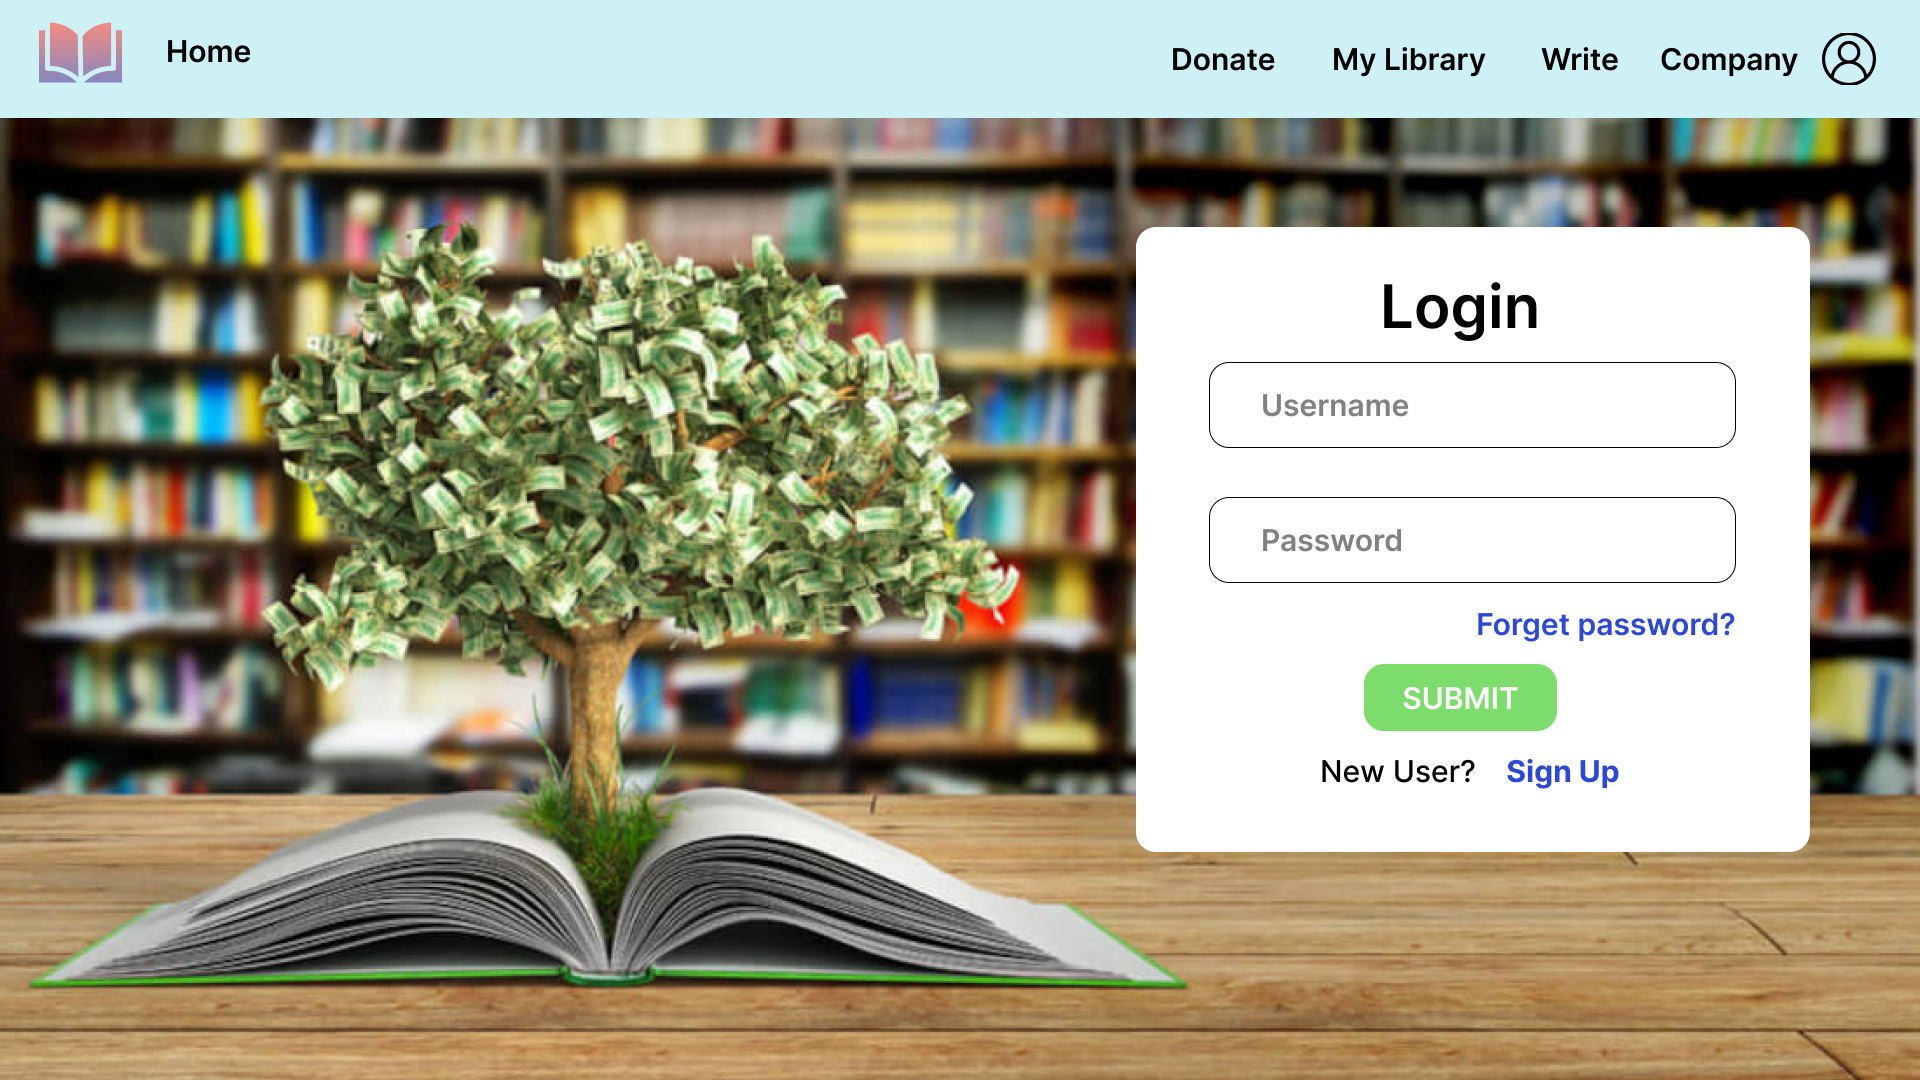 Home
Donate
My Library
Write
Company
Login
Username
Password
Forget password?
SUBMIT
New User? Sign Up